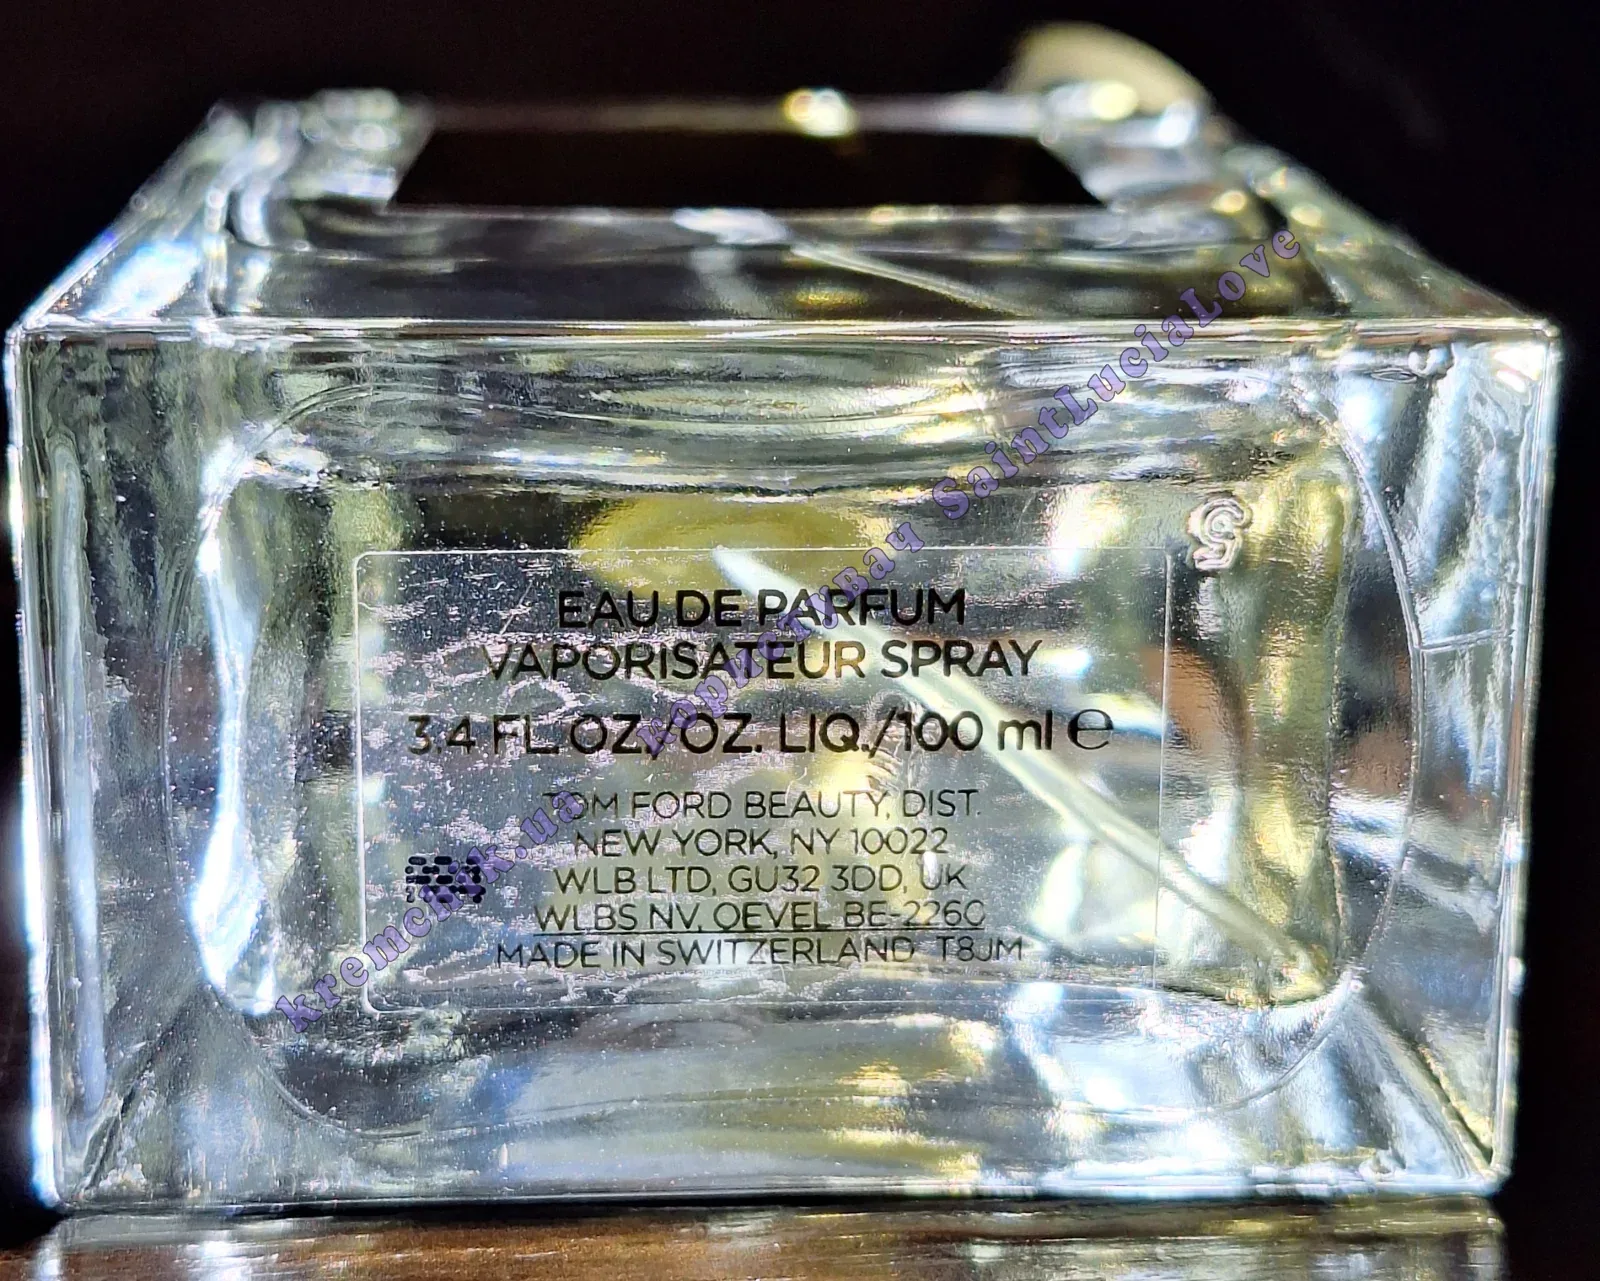 EAU DE PARFUM
VAPORISATEUR SPRAY
3.4 FL.OZ./OZ. LIQ./100 ml ℮
TOM FORD BEAUTY, DIST.
NEW YORK, NY 10022
WLB LTD, GU32 3DD, UK
WLBS NV, OEVEL BE-2260
MADE IN SWITZERLAND T8JM
kremchik.ua користувач SaintLuciaLove